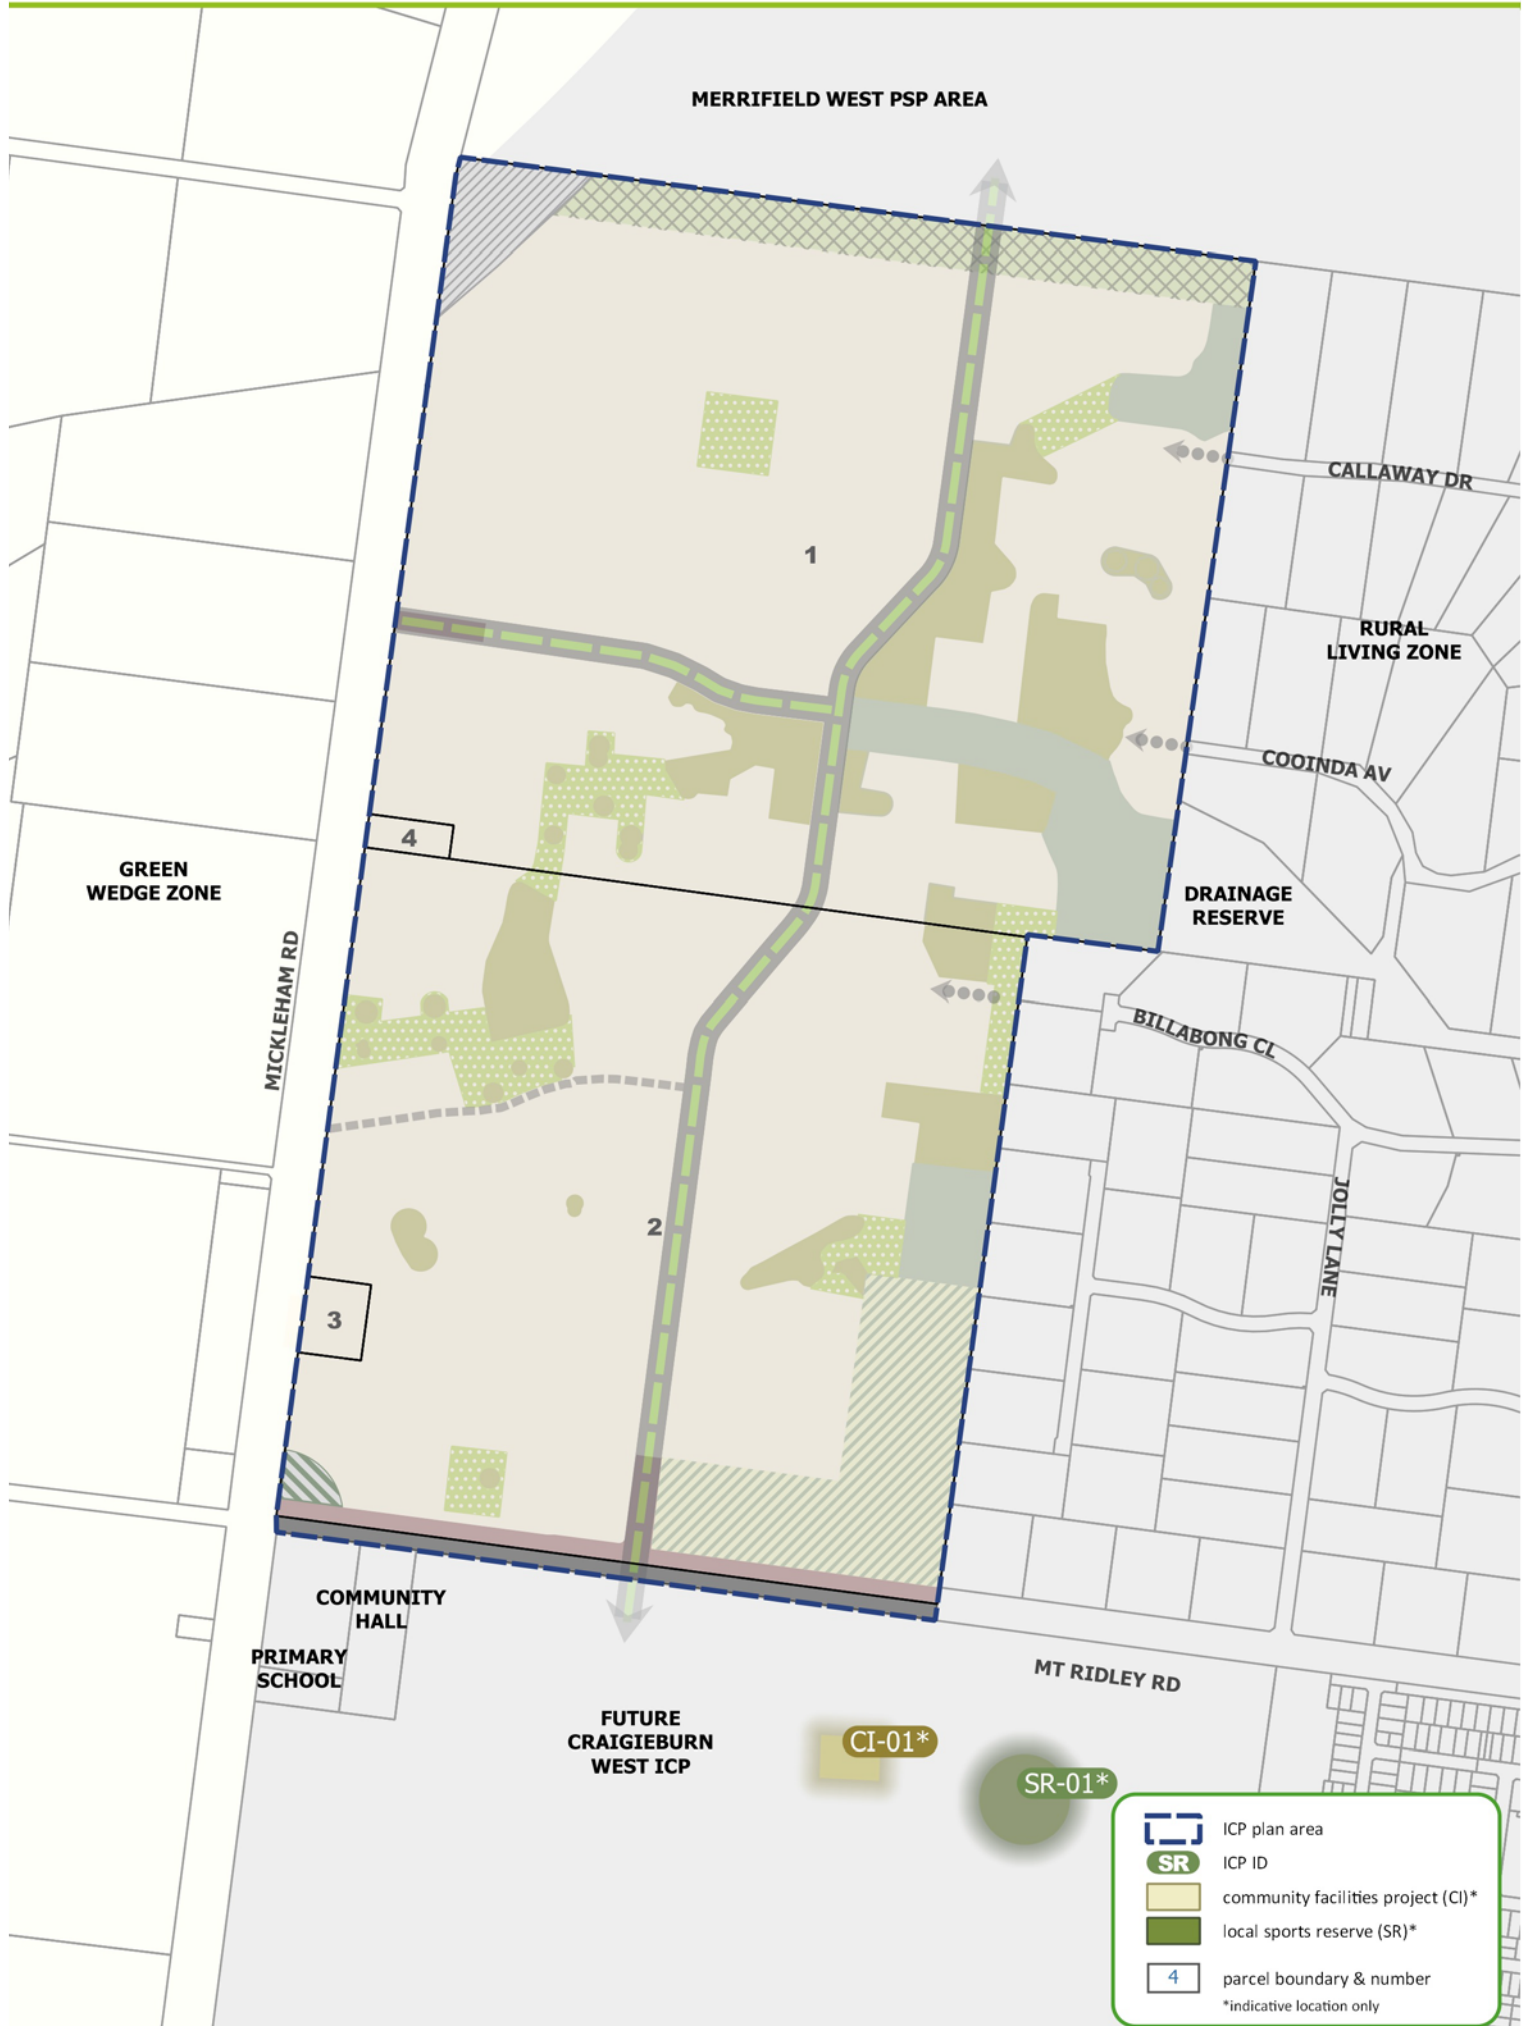 MERRIFIELD WEST PSP AREA
CALLAWAY DR
1
RURAL
LIVING ZONE
COOINDA AV
4
GREEN
WEDGE ZONE
DRAINAGE
RESERVE
MICKLEHAM RD
BILLABONG CL
JOLLY LANE
2
3
COMMUNITY
HALL
PRIMARY
SCHOOL
MT RIDLEY RD
FUTURE
CRAIGIEBURN
WEST ICP
CI-01*
SR-01*
ICP plan area
SR ICP ID
community facilities project (CI)*
local sports reserve (SR)*
4 parcel boundary & number
*indicative location only